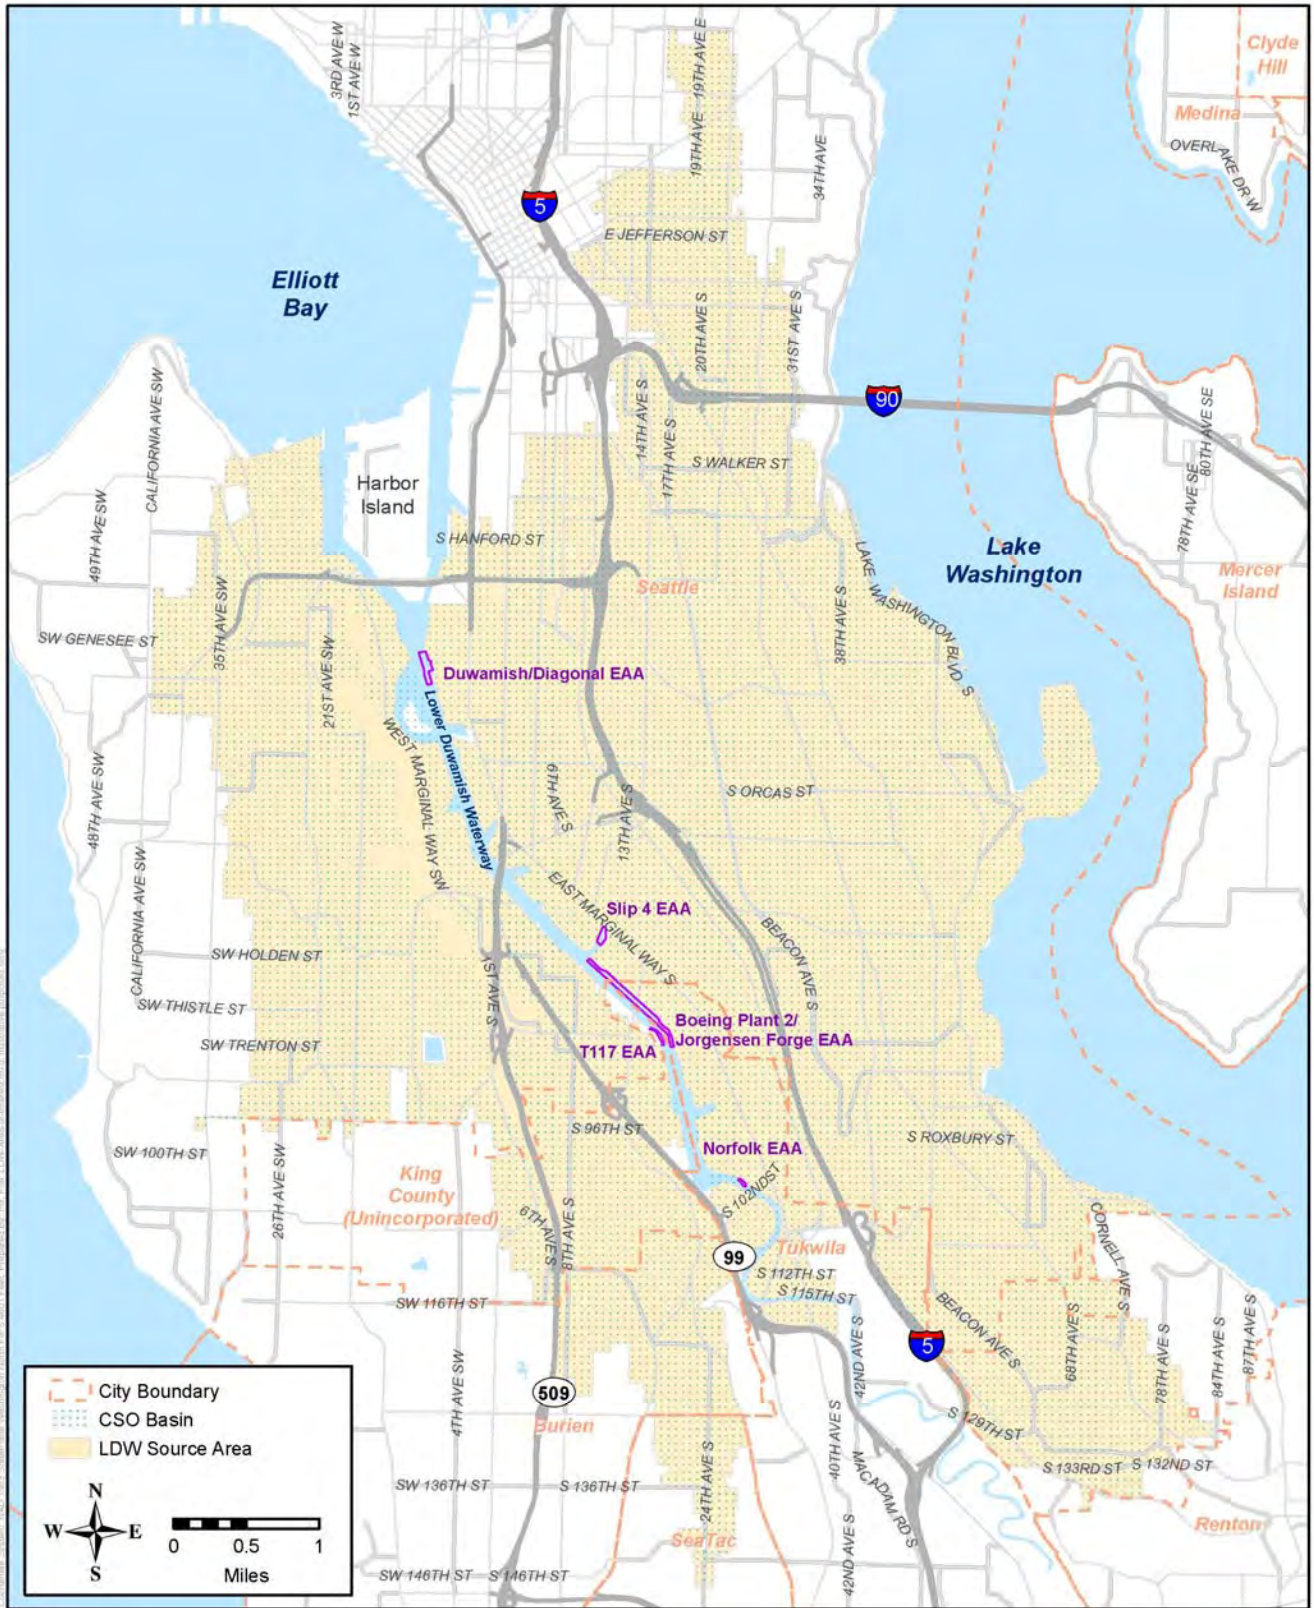 3RD AVE W
1ST AVE W
19TH AVE E
19TH AVE
Clyde
Hill
Medina
OVERLAKE DR W
34TH AVE
5
E JEFFERSON ST
Elliott
Bay
20TH AVE S
31ST AVE S
90
CALIFORNIA AVE SW
14TH AVE S
17TH AVE S
S WALKER ST
80TH AVE SE
78TH AVE SE
Harbor
Island
49TH AVE SW
S HANFORD ST
Lake
Washington
LAKE WASHINGTON BLVD S
Seattle
Mercer
Island
35TH AVE SW
38TH AVE S
SW GENESEE ST
21ST AVE SW
Duwamish/Diagonal EAA
Lower Duwamish Waterway
WEST MARGINAL WAY SW
48TH AVE SW
6TH AVE S
13TH AVE S
S ORCAS ST
CALIFORNIA AVE SW
EAST MARGINAL WAY S
Slip 4 EAA
BEACON AVE S
SW HOLDEN ST
1ST AVE S
SW THISTLE ST
Boeing Plant 2/
Jorgensen Forge EAA
SW TRENTON ST
T117 EAA
S 96TH ST
S ROXBURY ST
SW 100TH ST
Norfolk EAA
26TH AVE SW
King
County
(Unincorporated)
S 102ND ST
6TH AVE S
8TH AVE S
CORNELL AVE S
99
Tukwila
S 112TH ST
S 115TH ST
SW 116TH ST
BEACON AVE S
5
42ND AVE S
68TH AVE S
78TH AVE S
84TH AVE S
87TH AVE S
4TH AVE SW
509
Burien
S 129TH ST
40TH AVE S
MACADAM RD S
S 133RD ST
S 132ND ST
SW 136TH ST
S 136TH ST
24TH AVE S
42ND AVE S
SeaTac
Renton
SW 146TH ST
S 146TH ST
City Boundary
CSO Basin
LDW Source Area
N
W
E
S
0
0.5
1
Miles